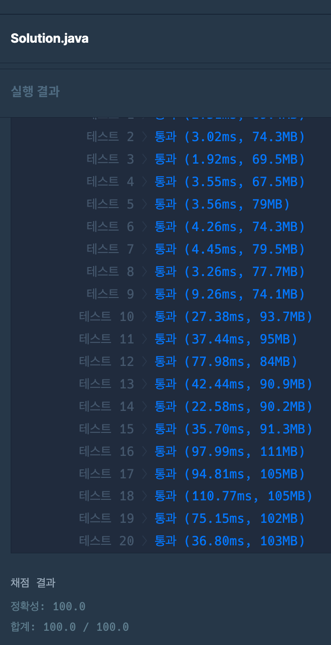 Solution.java
실행 결과
테스트 2 > 통과 (3.02ms, 74.3MB)
테스트 3 > 통과 (1.92ms, 69.5MB)
테스트 4 > 통과 (3.55ms, 67.5MB)
테스트 5 > 통과 (3.56ms, 79MB)
테스트 6 > 통과 (4.26ms, 74.3MB)
테스트 7 > 통과 (4.45ms, 79.5MB)
테스트 8 > 통과 (3.26ms, 77.7MB)
테스트 9 > 통과 (9.26ms, 74.1MB)
테스트 10 > 통과 (27.38ms, 93.7MB)
테스트 11 > 통과 (37.44ms, 95MB)
테스트 12 > 통과 (77.98ms, 84MB)
테스트 13 > 통과 (42.44ms, 90.9MB)
테스트 14 > 통과 (22.58ms, 90.2MB)
테스트 15 > 통과 (35.70ms, 91.3MB)
테스트 16 > 통과 (97.99ms, 111MB)
테스트 17 > 통과 (94.81ms, 105MB)
테스트 18 > 통과 (110.77ms, 105MB)
테스트 19 > 통과 (75.15ms, 102MB)
테스트 20 > 통과 (36.80ms, 103MB)
채점 결과
정확성: 100.0
합계: 100.0 / 100.0